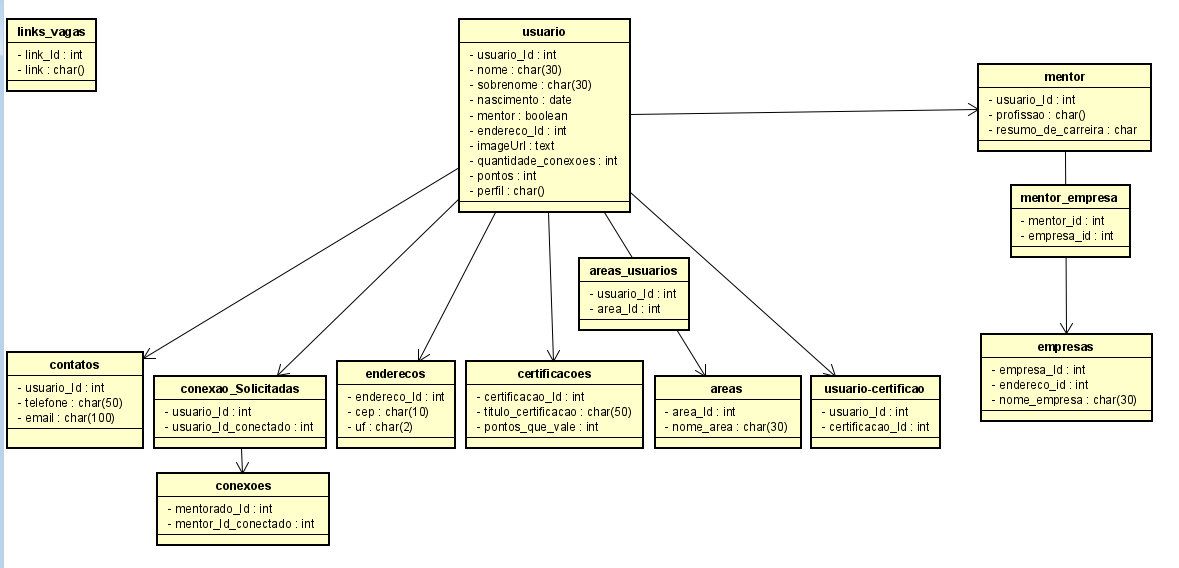 links_vagas
- link_Id : int
- link : char()
usuario
- usuario_Id : int
- nome : char(30)
- sobrenome : char(30)
- nascimento : date
- mentor : boolean
- endereco_Id : int
- imageUrl : text
- quantidade_conexoes : int
- pontos : int
- perfil : char()
mentor
- usuario_Id : int
- profissao : char()
- resumo_de_carreira : char
mentor_empresa
- mentor_id : int
- empresa_id : int
areas_usuarios
- usuario_Id : int
- area_Id : int
contatos
- usuario_Id : int
- telefone : char(50)
- email : char(100)
conexao_Solicitadas
- usuario_Id : int
- usuario_Id_conectado : int
enderecos
- endereco_Id : int
- cep : char(10)
- uf : char(2)
certificacoes
- certificacao_Id : int
- titulo_certificacao : char(50)
- pontos_que_vale : int
areas
- area_Id : int
- nome_area : char(30)
usuario-certificao
- usuario_Id : int
- certificacao_Id : int
empresas
- empresa_Id : int
- endereco_id : int
- nome_empresa : char(30)
conexoes
- mentorado_Id : int
- mentor_Id_conectado : int